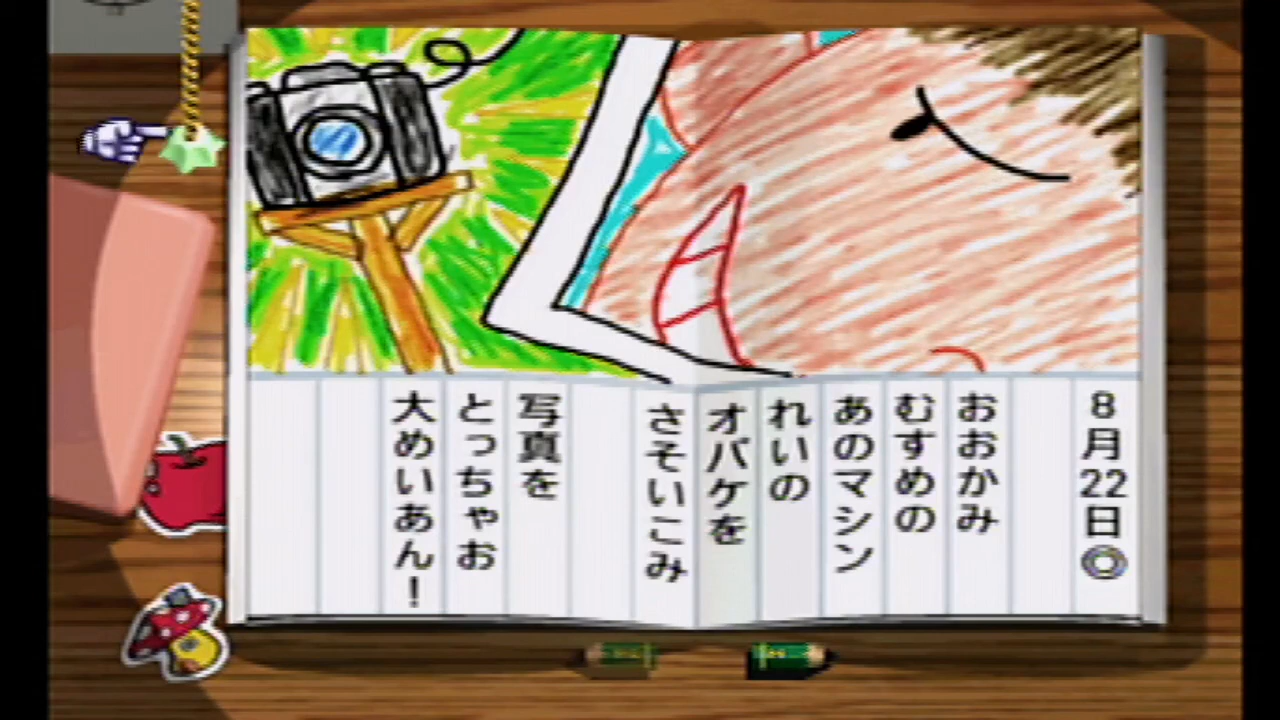 8月22日◎
おおかみ
むすめの
あのマシン
れいの
オバケを
さそいこみ
写真を
とっちゃお
大めいあん！